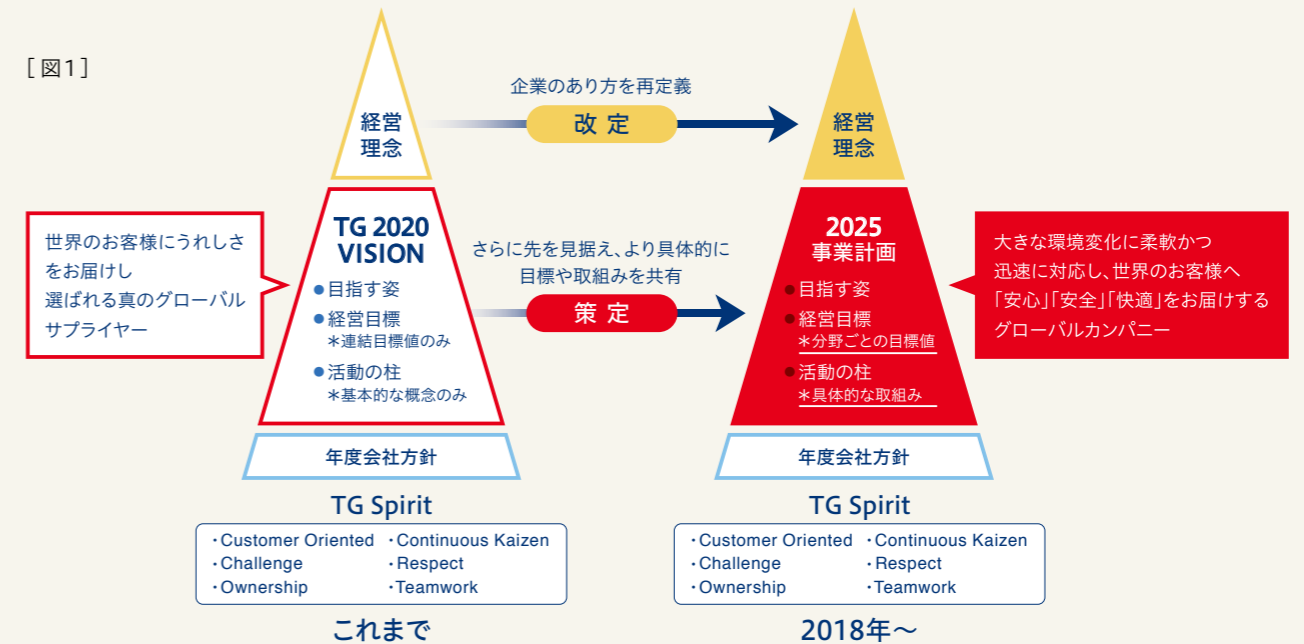 [図1]
経営
理念
企業のあり方を再定義
改定
経営
理念
世界のお客様にうれしさ
をお届けし
選ばれる真のグローバル
サプライヤー
TG 2020
VISION
●目指す姿
●経営目標
＊連結目標値のみ
●活動の柱
＊基本的な概念のみ
さらに先を見据え、より具体的に
目標や取組みを共有
策定
2025
事業計画
●目指す姿
●経営目標
＊分野ごとの目標値
●活動の柱
＊具体的な取組み
大きな環境変化に柔軟かつ
迅速に対応し、世界のお客様へ
「安心」「安全」「快適」をお届けする
グローバルカンパニー
年度会社方針
年度会社方針
TG Spirit
・Customer Oriented ・Continuous Kaizen
・Challenge ・Respect
・Ownership ・Teamwork
これまで
TG Spirit
・Customer Oriented ・Continuous Kaizen
・Challenge ・Respect
・Ownership ・Teamwork
2018年～